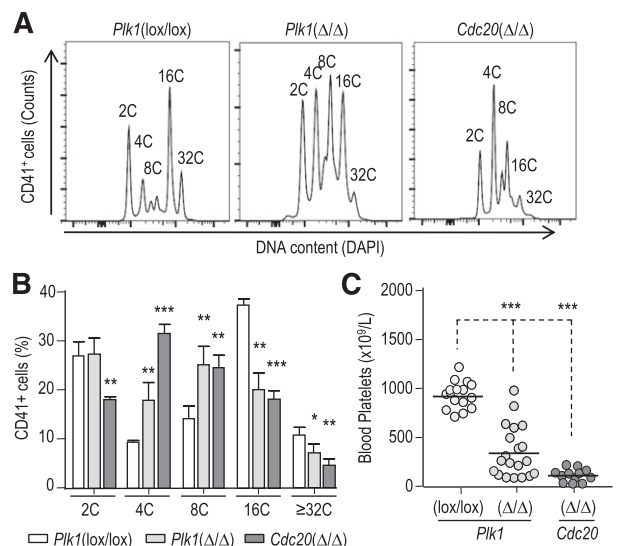 A
Plk1(lox/lox)
Plk1(Δ/Δ)
Cdc20(Δ/Δ)
CD41+ cells (Counts)
2C
4C
8C
16C
32C
2C
4C
8C
16C
32C
2C
4C
8C
16C
32C
DNA content (DAPI)
B
CD41+ cells (%)
40
30
20
10
0
**
**
***
**
**
**
***
*
**
2C
4C
8C
16C
≥32C
Plk1(lox/lox)
Plk1(Δ/Δ)
Cdc20(Δ/Δ)
C
Blood Platelets (x10⁹/L)
2000
1500
1000
500
0
***
***
(lox/lox)
(Δ/Δ)
(Δ/Δ)
Plk1
Cdc20